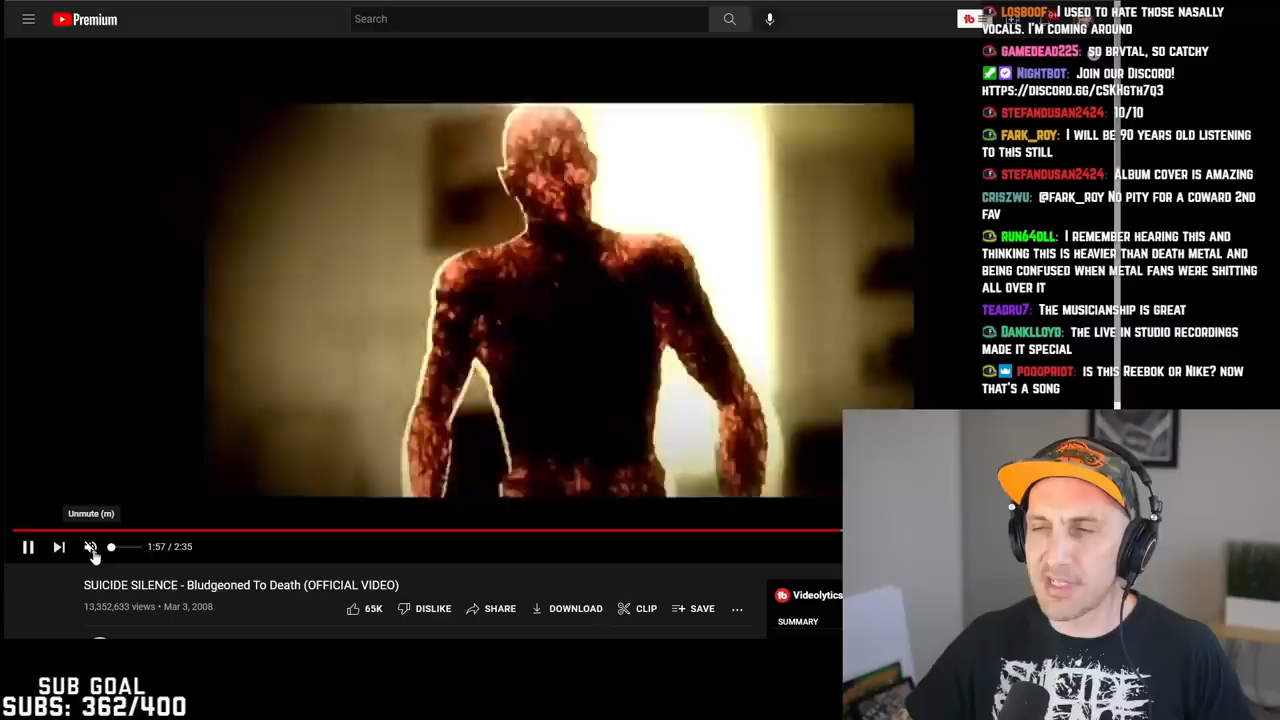 Premium
Search
LOSBOOF: I USED TO HATE THOSE NASALLY
VOCALS. I'M COMING AROUND
GAMEDEAD225: SO BRVTAL, SO CATCHY
NIGHTBOT: JOIN OUR DISCORD!
HTTPS://DISCORD.GG/CSKHGTH7Q3
STEFANDUSAN2424: 10/10
FARK_ROY: I WILL BE 90 YEARS OLD LISTENING
TO THIS STILL
STEFANDUSAN2424: ALBUM COVER IS AMAZING
CRISZWU: @FARK_ROY NO PITY FOR A COWARD 2ND
FAV
RUN64DLL: I REMEMBER HEARING THIS AND
THINKING THIS IS HEAVIER THAN DEATH METAL AND
BEING CONFUSED WHEN METAL FANS WERE SHITTING
ALL OVER IT
TEADRU7: THE MUSICIANSHIP IS GREAT
DANKLLOYD: THE LIVE IN STUDIO RECORDINGS
MADE IT SPECIAL
POOOPRIOT: IS THIS REEBOK OR NIKE? NOW
THAT'S A SONG
Unmute (m)
1:57 / 2:35
SUICIDE SILENCE - Bludgeoned To Death (OFFICIAL VIDEO)
13,352,633 views • Mar 3, 2008
65K DISLIKE SHARE DOWNLOAD CLIP SAVE ...
tb Videolytics
SUMMARY
SUICIDE
SUB GOAL
SUBS: 362/400